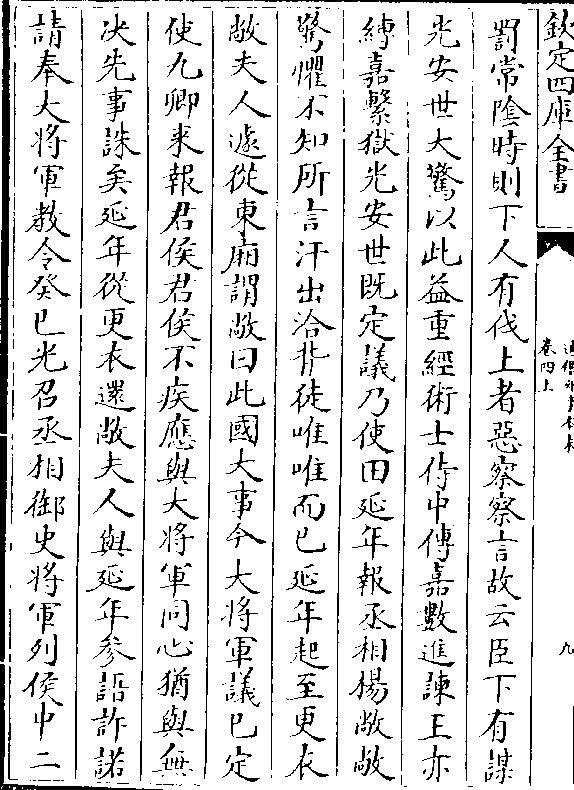 欽定四庫全書
卷四上
九
罰常陰時則下人有伐上者惡察察言故云臣下有謀
光安世大驚以此益重經術士侍中傅嘉數進諫王亦
縛嘉繫獄光安世既定議乃使田延年報丞相楊敞敞
驚懼不知所言汗出洽背徒唯唯而已延年起至更衣
敞夫人遽從東廂謂敞曰此國大事今大將軍議已定
使九卿來報君侯君侯不疾應與大將軍同心猶與無
決先事誅矣延年從更衣還敞夫人與延年參語許諾
請奉大將軍教令癸巳光召丞相御史將軍列侯中二